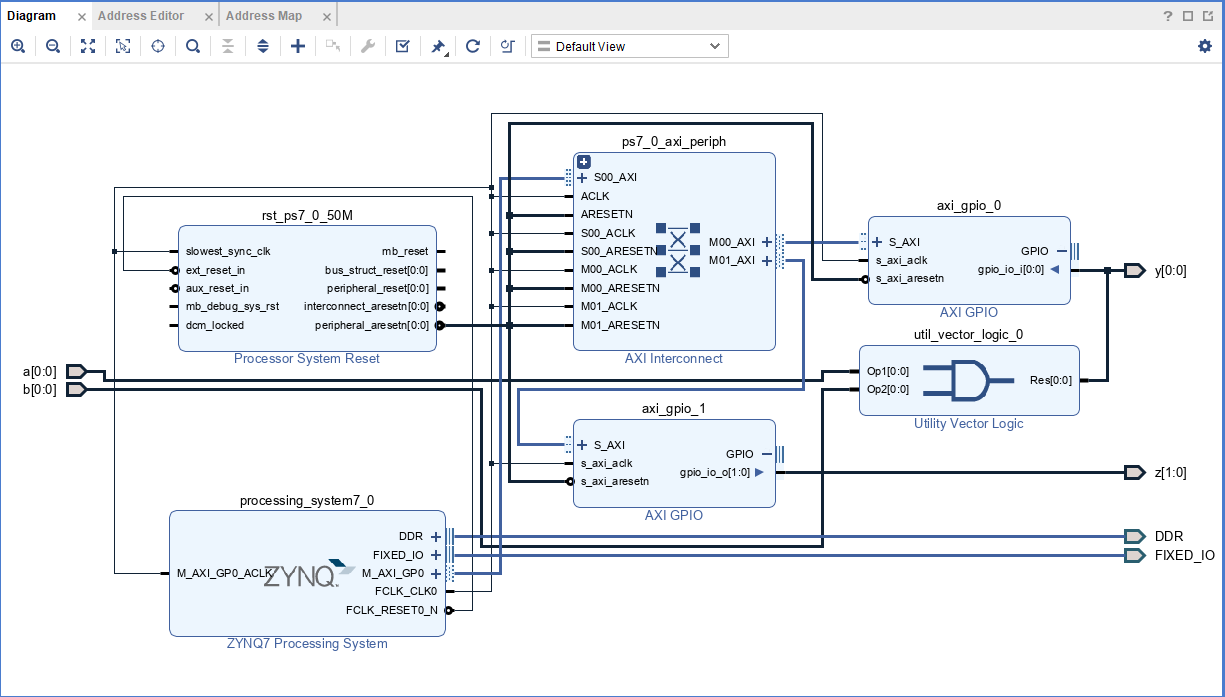 Diagram
Address Editor
Address Map
Default View
ps7_0_axi_periph
S00_AXI
ACLK
ARESETN
S00_ACLK
S00_ARESETN
M00_ACLK
M00_ARESETN
M01_ACLK
M01_ARESETN
M00_AXI
M01_AXI
AXI Interconnect
rst_ps7_0_50M
slowest_sync_clk
ext_reset_in
aux_reset_in
mb_debug_sys_rst
dcm_locked
mb_reset
bus_struct_reset[0:0]
peripheral_reset[0:0]
interconnect_aresetn[0:0]
peripheral_aresetn[0:0]
Processor System Reset
axi_gpio_0
S_AXI
s_axi_aclk
s_axi_aresetn
GPIO
gpio_io_i[0:0]
AXI GPIO
y[0:0]
util_vector_logic_0
Op1[0:0]
Op2[0:0]
Res[0:0]
Utility Vector Logic
a[0:0]
b[0:0]
axi_gpio_1
S_AXI
s_axi_aclk
s_axi_aresetn
GPIO
gpio_io_o[1:0]
AXI GPIO
z[1:0]
processing_system7_0
M_AXI_GP0_ACLK
ZYNQ
DDR
FIXED_IO
M_AXI_GP0
FCLK_CLK0
FCLK_RESET0_N
ZYNQ7 Processing System
DDR
FIXED_IO